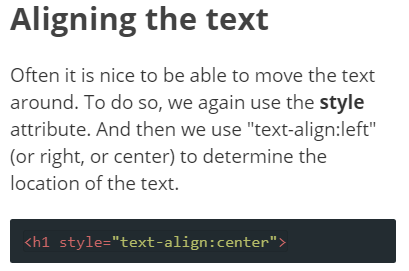 Aligning the text
Often it is nice to be able to move the text
around. To do so, we again use the style
attribute. And then we use "text-align:left"
(or right, or center) to determine the
location of the text.
<h1 style="text-align:center">